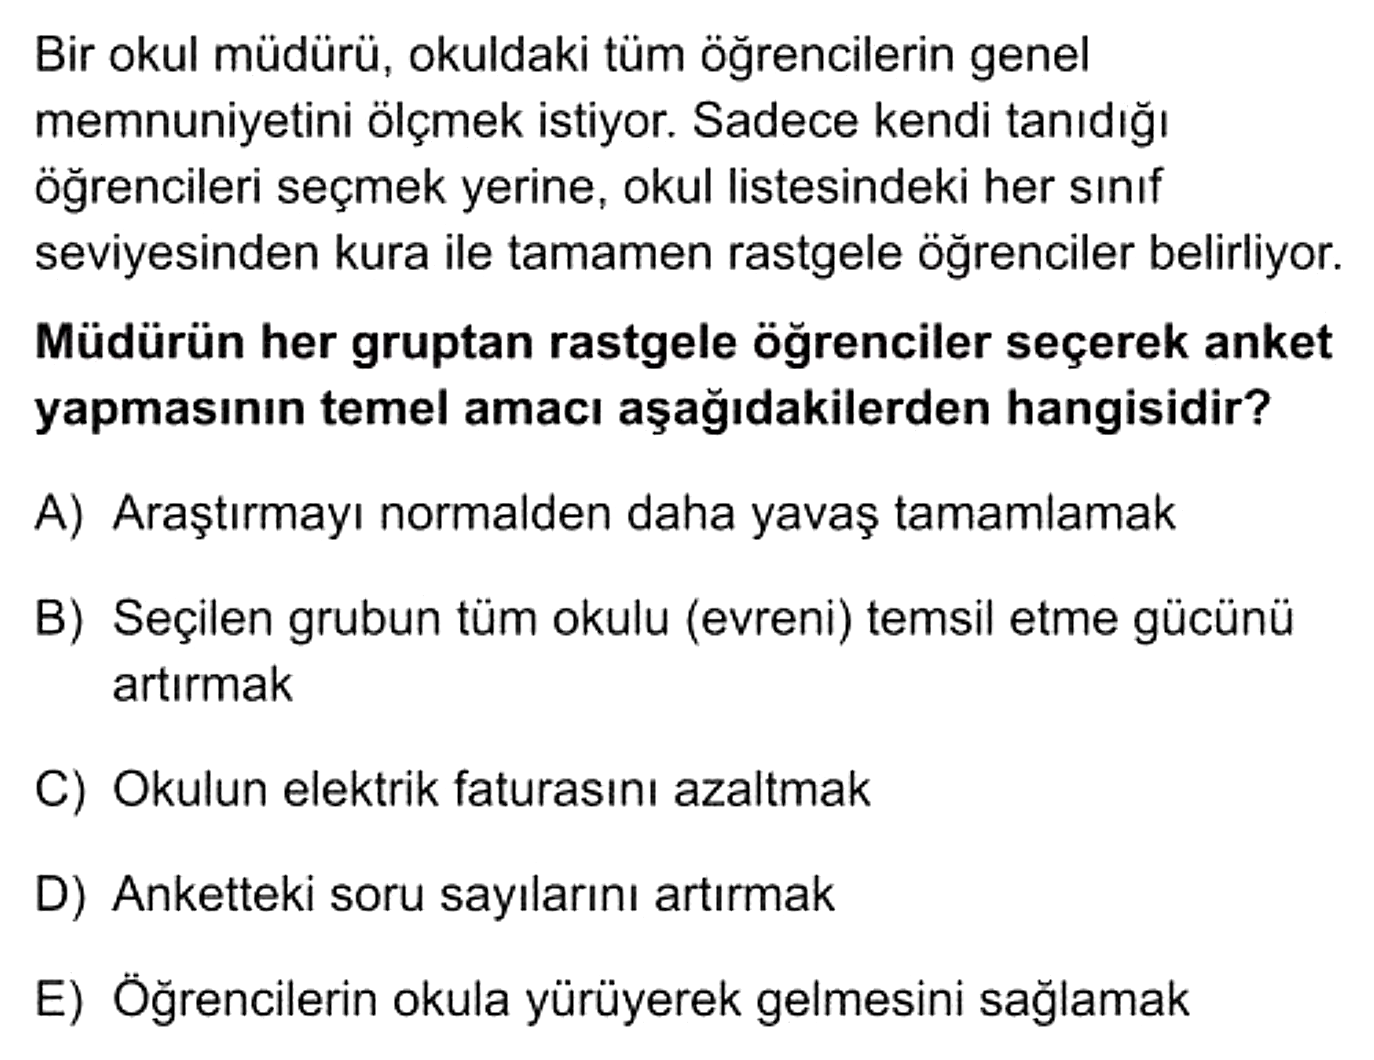 Bir okul müdürü, okuldaki tüm öğrencilerin genel
memnuniyetini ölçmek istiyor. Sadece kendi tanıdığı
öğrencileri seçmek yerine, okul listesindeki her sınıf
seviyesinden kura ile tamamen rastgele öğrenciler belirliyor.
Müdürün her gruptan rastgele öğrenciler seçerek anket
yapmasının temel amacı aşağıdakilerden hangisidir?
A) Araştırmayı normalden daha yavaş tamamlamak
B) Seçilen grubun tüm okulu (evreni) temsil etme gücünü
artırmak
C) Okulun elektrik faturasını azaltmak
D) Anketteki soru sayılarını artırmak
E) Öğrencilerin okula yürüyerek gelmesini sağlamak